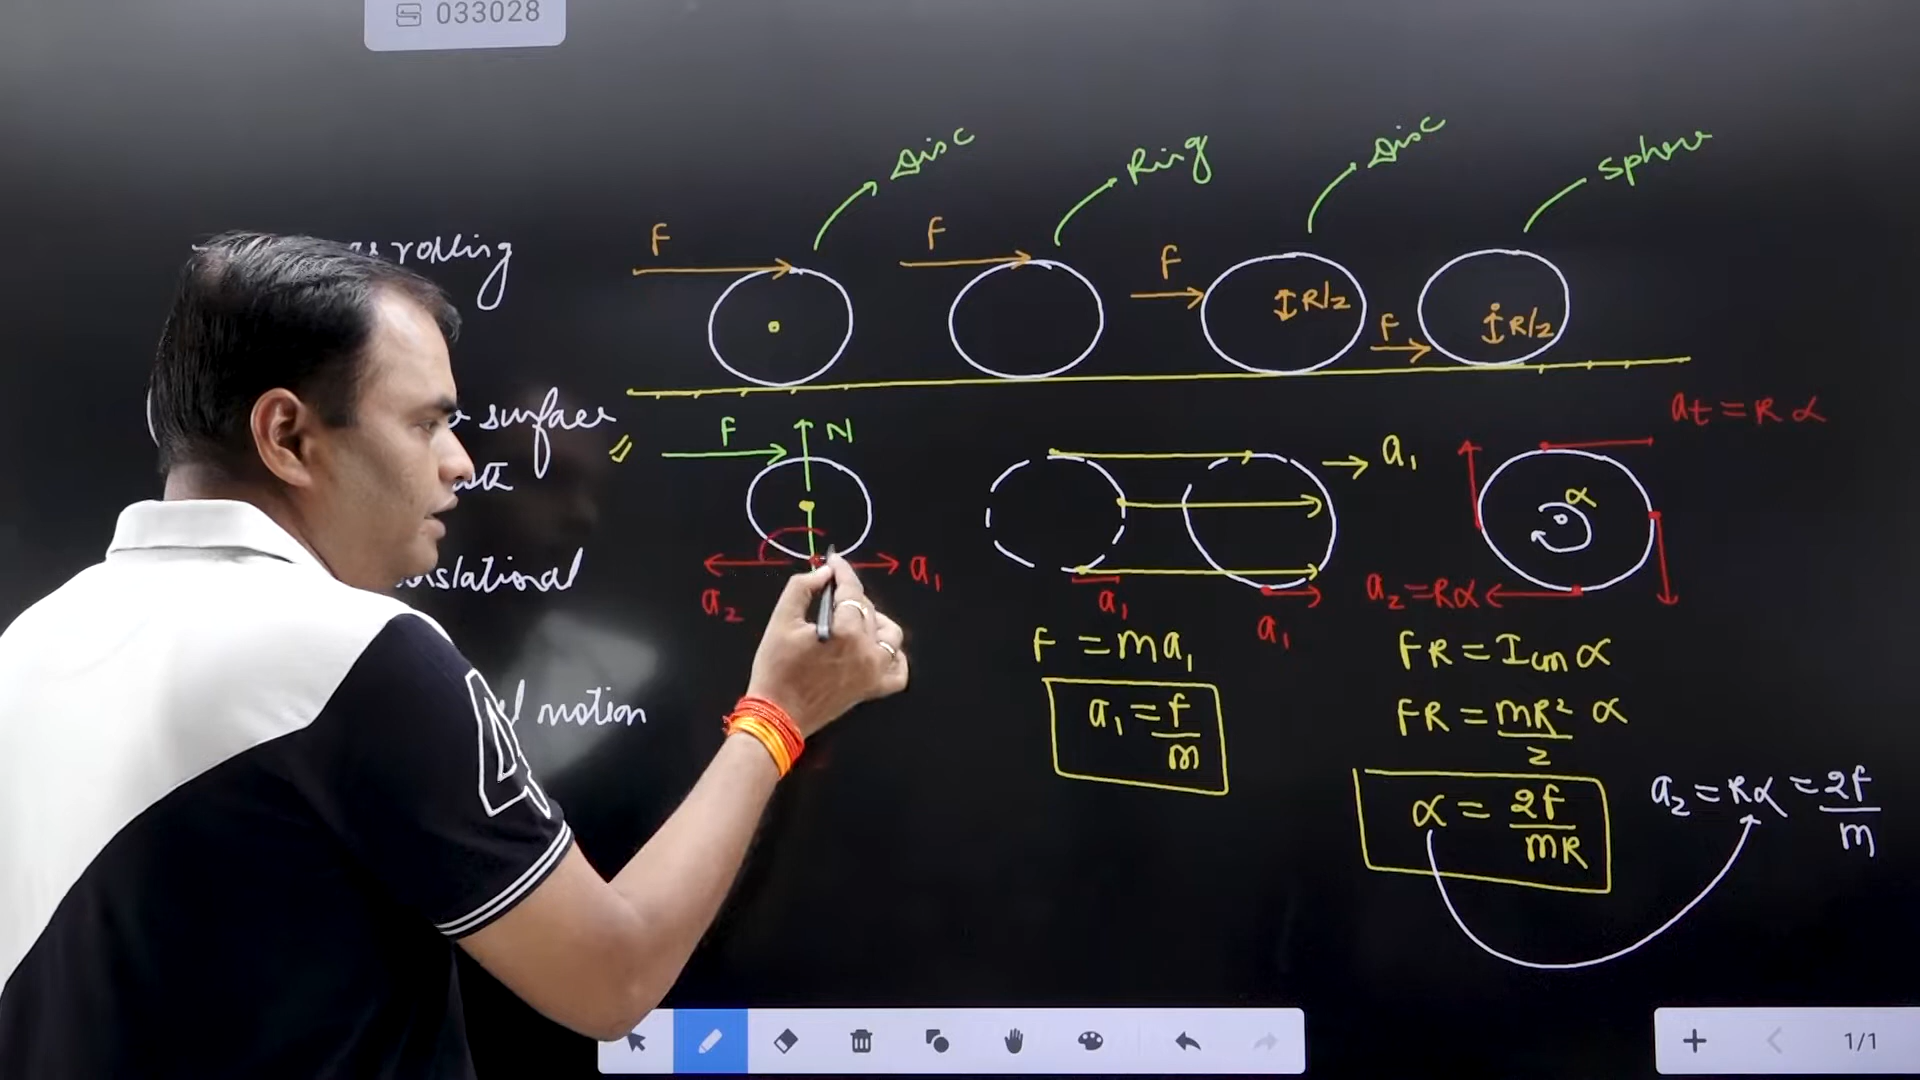 033028
Disc
Ring
Disc
Sphere
rolling
F
F
F
R/2
F
R/2
surface
F
N
a₁
at = Rα
α
translational
a₂
a₁
a₁
a₁
a₂ = Rα
F = ma₁
FR = Icm α
motion
a₁ = F/m
FR = mR²/2 α
α = 2F/mR
a₂ = Rα = 2F/m
1/1